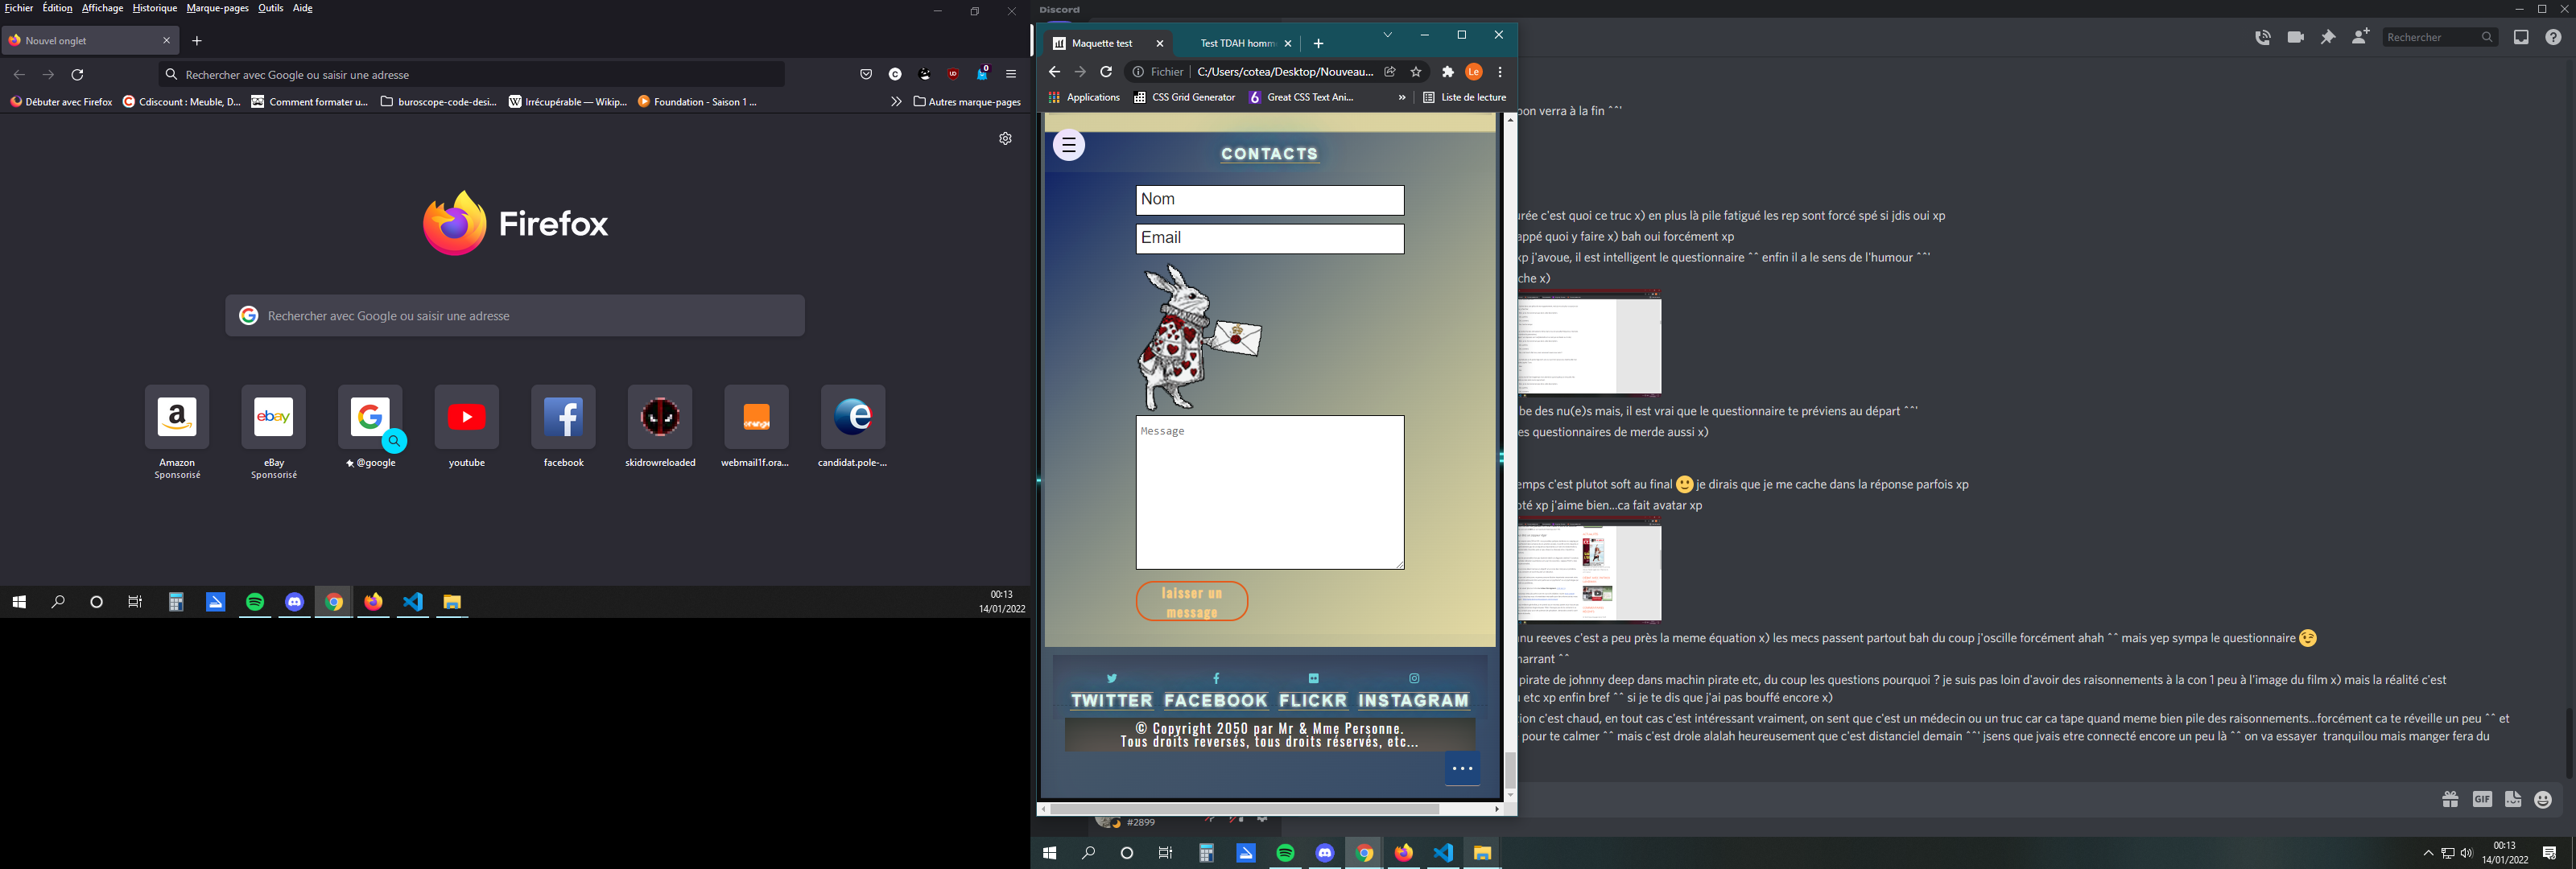 Fichier Édition Affichage Historique Marque-pages Outils Aide
Nouvel onglet
Rechercher avec Google ou saisir une adresse
0
Débuter avec Firefox Cdiscount : Meuble, D... Comment formater u... buroscope-code-desi... Irrécupérable — Wikip... Foundation - Saison 1 ... Autres marque-pages
Firefox
Rechercher avec Google ou saisir une adresse
Amazon eBay @google youtube facebook skidrowreloaded webmail1f.ora... candidat.pole-...
Sponsorisé Sponsorisé
00:13
14/01/2022
Maquette test
Test TDAH homm
Fichier C:/Users/cotea/Desktop/Nouveau...
Le
Applications CSS Grid Generator Great CSS Text Ani... » Liste de lecture
CONTACTS
Nom
Email
Message
laisser un
message
TWITTER FACEBOOK FLICKR INSTAGRAM
© Copyright 2050 par Mr & Mme Personne.
Tous droits reversés, tous droits réservés, etc...
Discord
Rechercher
bon verra à la fin ^^'
urée c'est quoi ce truc x) en plus là pile fatigué les rep sont forcé spé si jdis oui xp
appé quoi y faire x) bah oui forcément xp
xp j'avoue, il est intelligent le questionnaire ^^ enfin il a le sens de l'humour ^^'
che x)
be des nu(e)s mais, il est vrai que le questionnaire te préviens au départ ^^'
es questionnaires de merde aussi x)
emps c'est plutot soft au final 🙂 je dirais que je me cache dans la réponse parfois xp
oté xp j'aime bien...ca fait avatar xp
anu reeves c'est a peu près la meme équation x) les mecs passent partout bah du coup j'oscille forcément ahah ^^ mais yep sympa le questionnaire 😉
marrant ^^
pirate de johnny deep dans machin pirate etc, du coup les questions pourquoi ? je suis pas loin d'avoir des raisonnements à la con 1 peu à l'image du film x) mais la réalité c'est
u etc xp enfin bref ^^ si je te dis que j'ai pas bouffé encore x)
tion c'est chaud, en tout cas c'est intéressant vraiment, on sent que c'est un médecin ou un truc car ca tape quand meme bien pile des raisonnements...forcément ca te réveille un peu ^^ et
pour te calmer ^^ mais c'est drole alalah heureusement que c'est distanciel demain ^^' jsens que jvais etre connecté encore un peu là ^^ on va essayer tranquilou mais manger fera du
GIF
#2899
00:13
14/01/2022